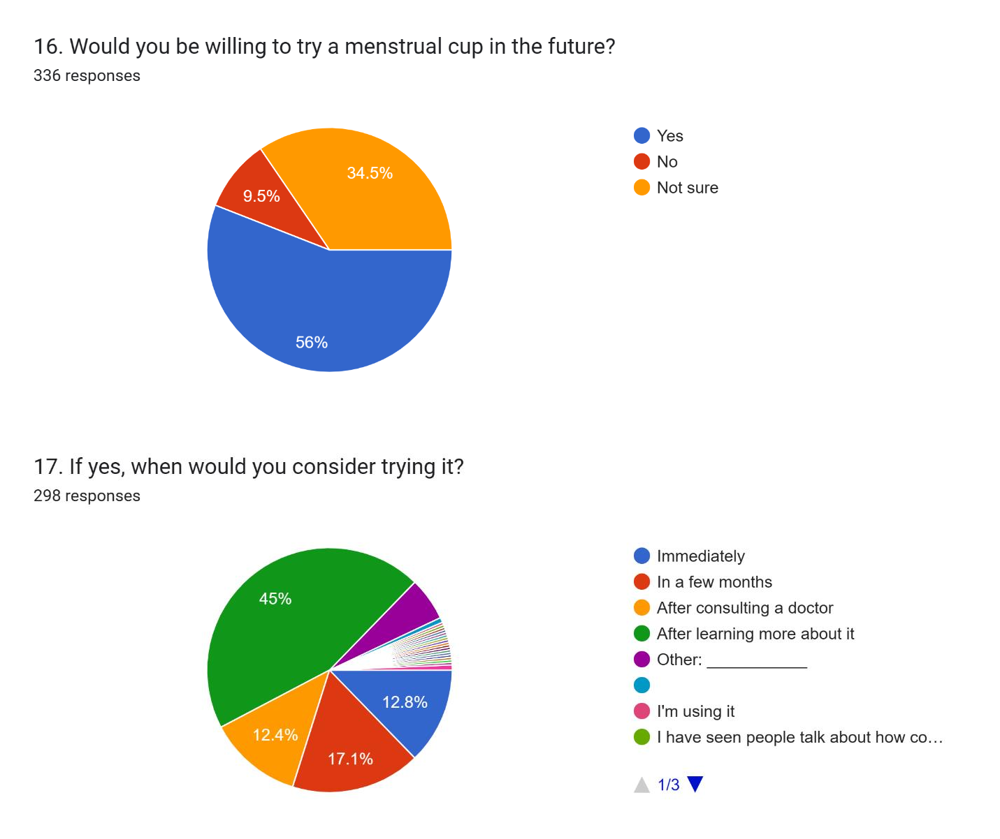 16. Would you be willing to try a menstrual cup in the future?
336 responses
34.5%
9.5%
56%
Yes
No
Not sure
17. If yes, when would you consider trying it?
298 responses
45%
12.8%
12.4%
17.1%
Immediately
In a few months
After consulting a doctor
After learning more about it
Other: ___________
I'm using it
I have seen people talk about how co…
1/3